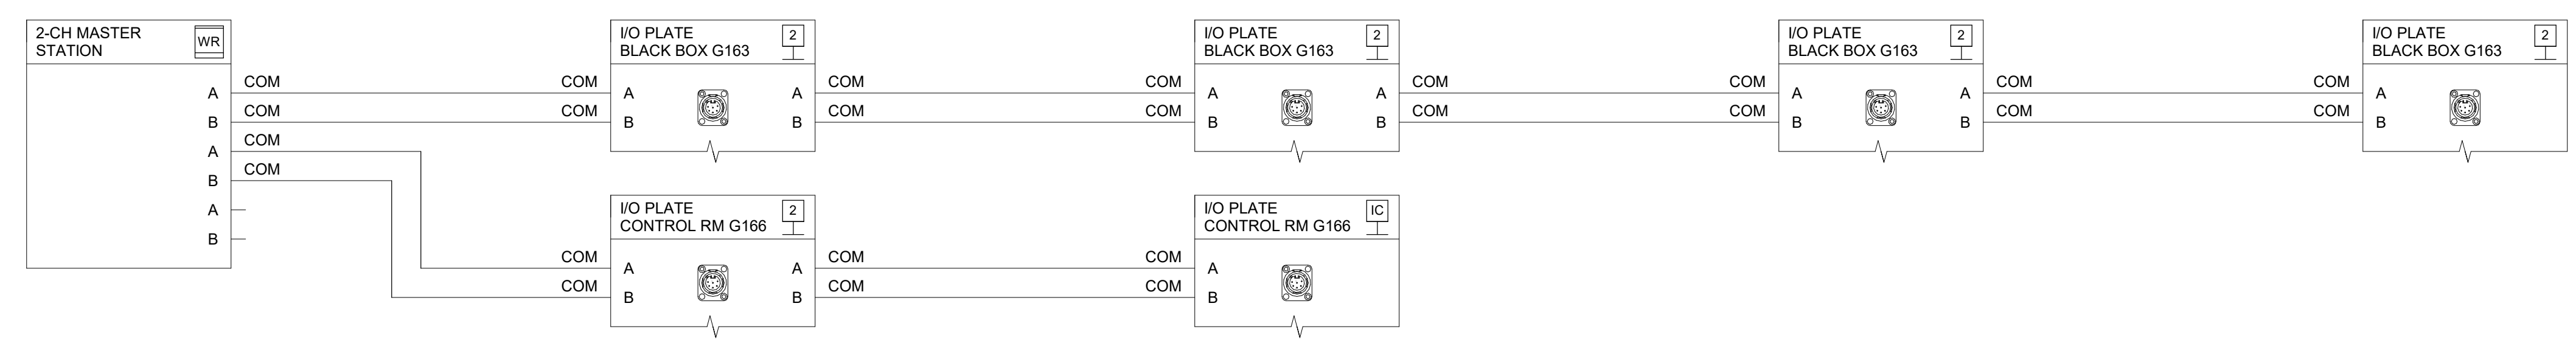 2-CH MASTER
STATION
WR
A
B
A
B
A
B
COM
COM
COM
COM
COM
COM
I/O PLATE
BLACK BOX G163
2
A
B
A
B
COM
COM
COM
COM
I/O PLATE
BLACK BOX G163
2
A
B
A
B
COM
COM
COM
COM
I/O PLATE
BLACK BOX G163
2
A
B
A
B
COM
COM
COM
COM
I/O PLATE
BLACK BOX G163
2
A
B
COM
COM
I/O PLATE
CONTROL RM G166
2
A
B
A
B
COM
COM
COM
COM
I/O PLATE
CONTROL RM G166
IC
A
B